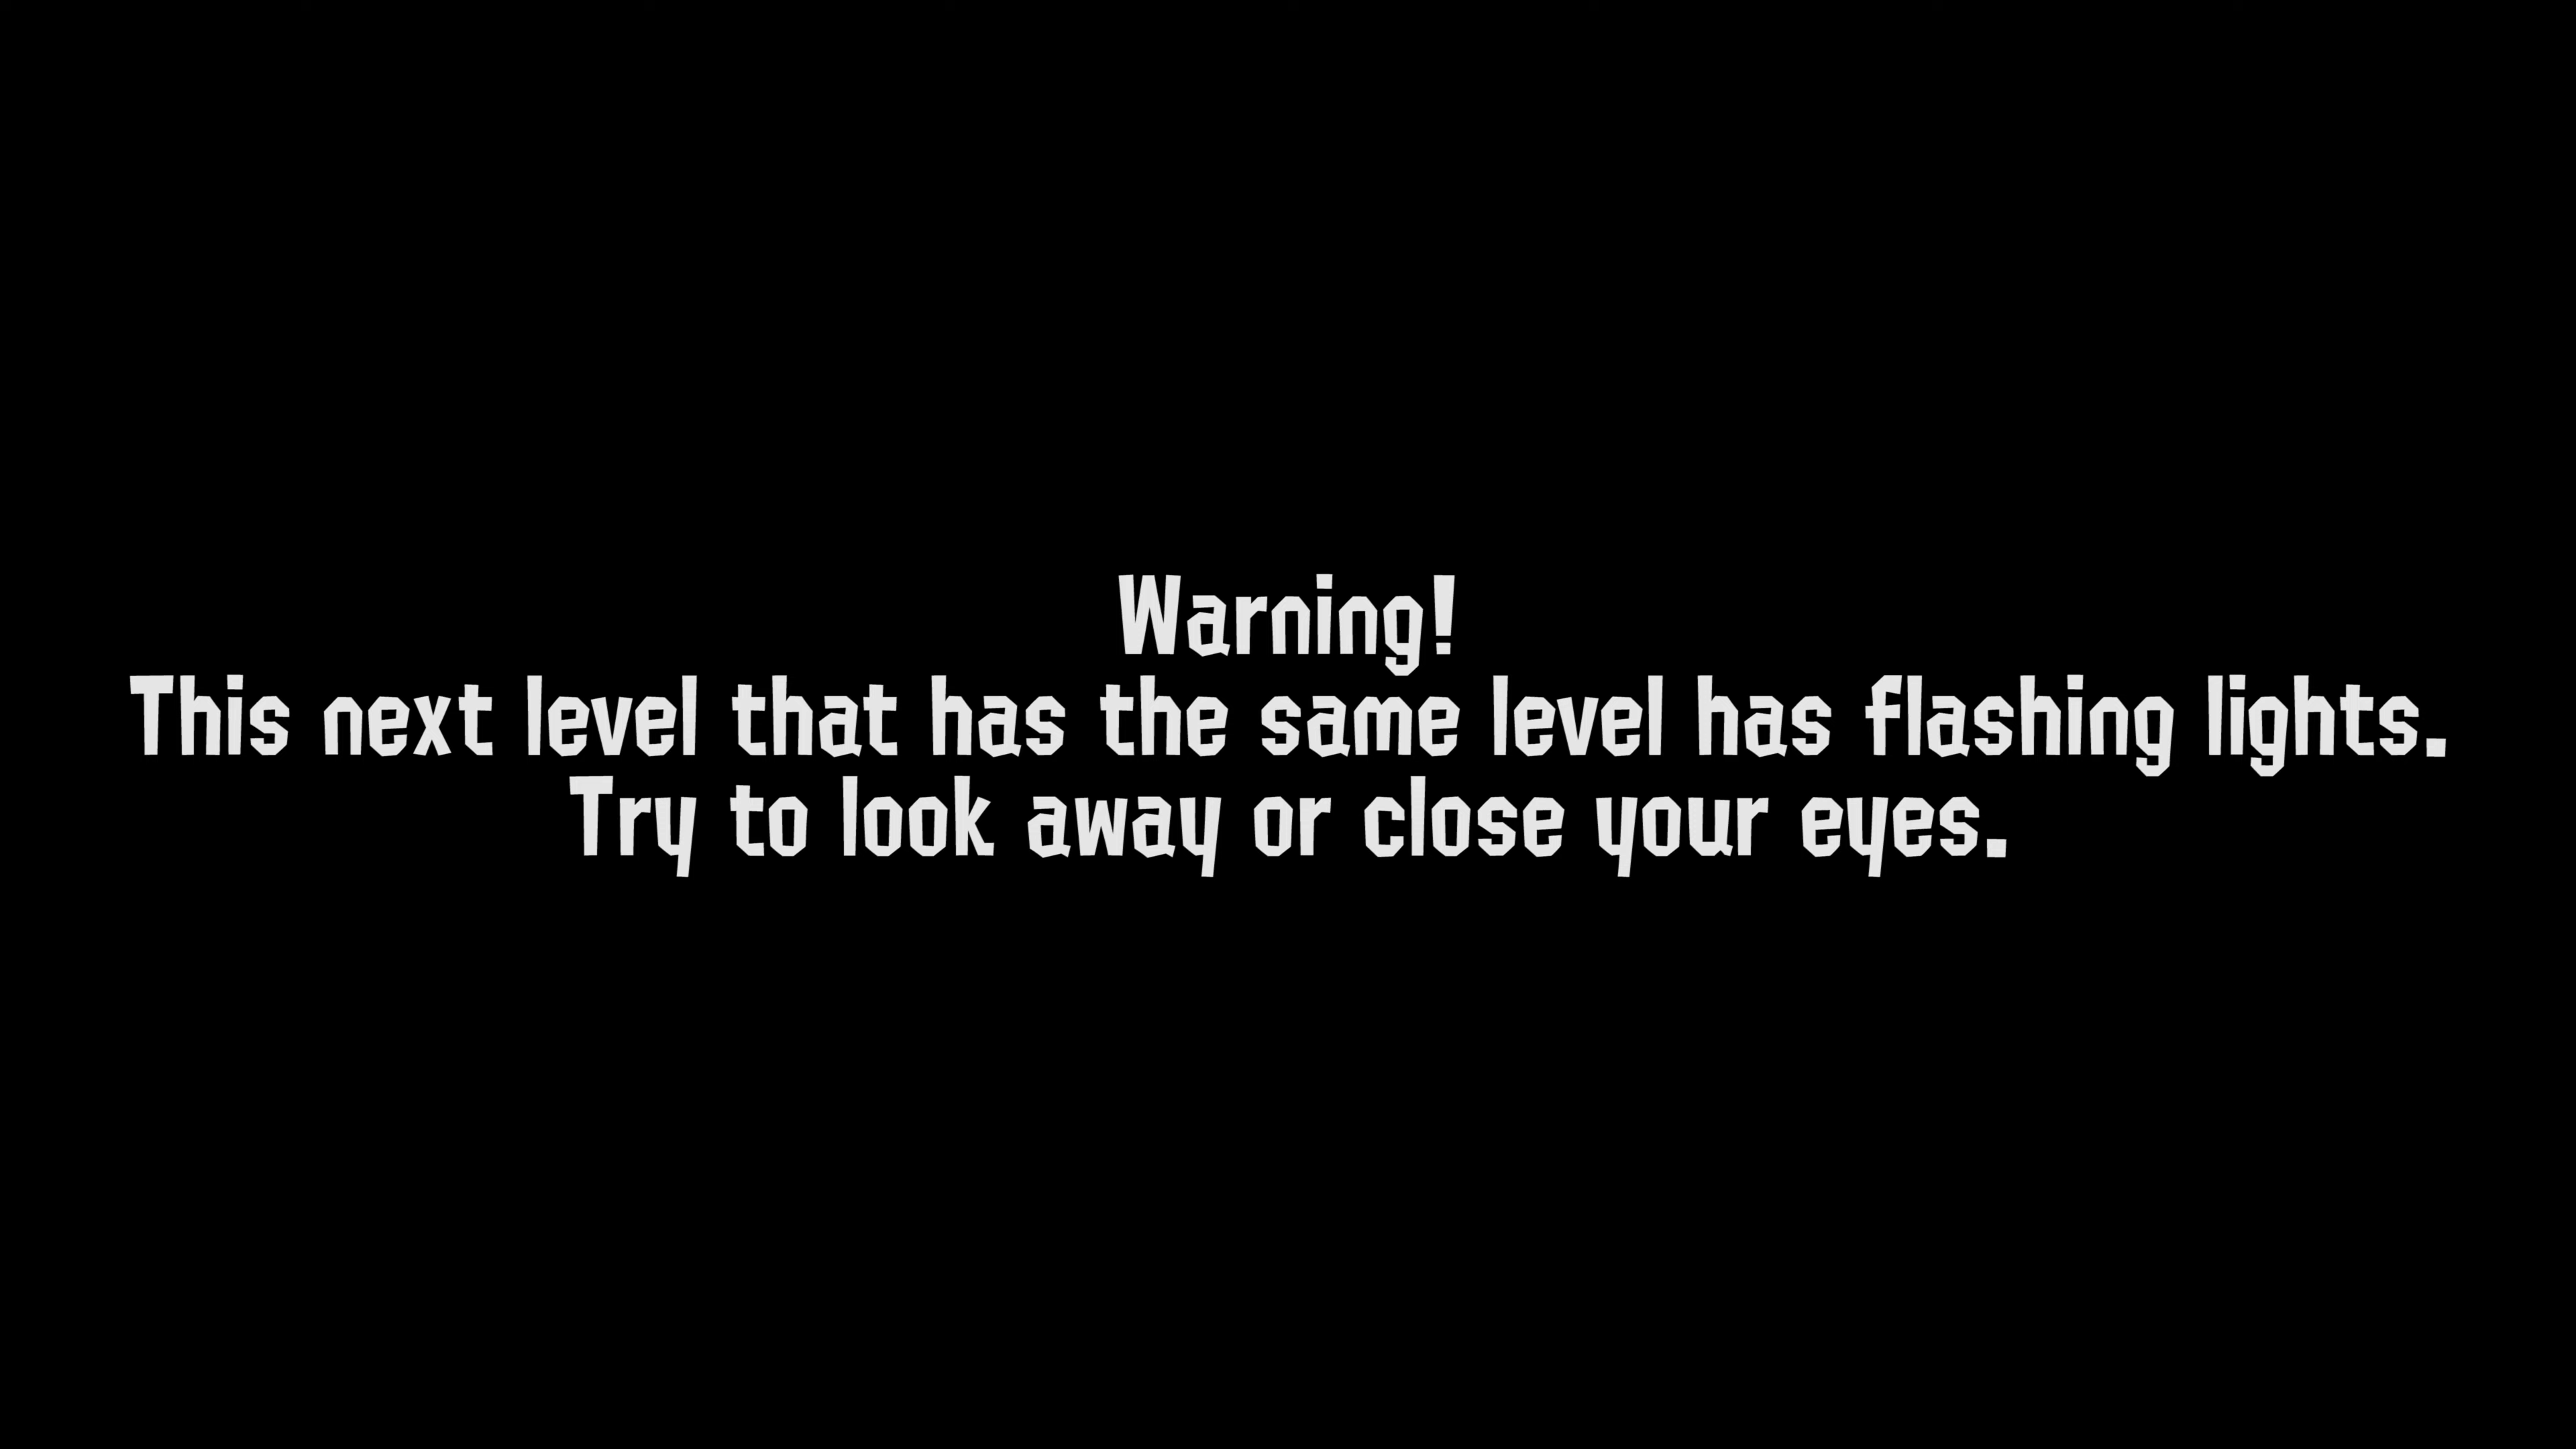 Warning!
This next level that has the same level has flashing lights.
Try to look away or close your eyes.